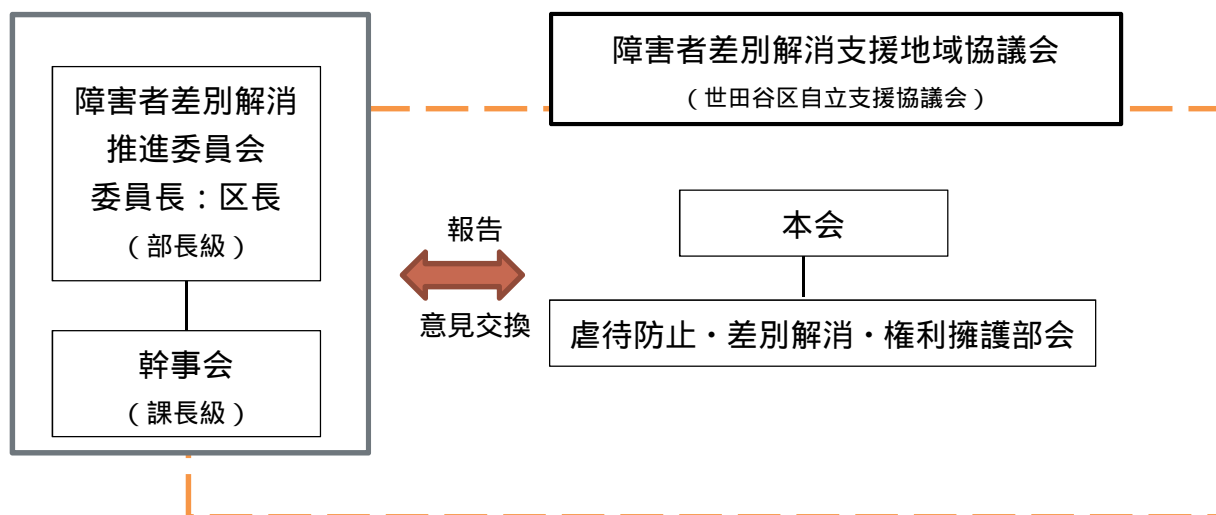 障害者差別解消
推進委員会
委員長：区長
（部長級）
幹事会
（課長級）
報告
意見交換
障害者差別解消支援地域協議会
（世田谷区自立支援協議会）
本会
虐待防止・差別解消・権利擁護部会